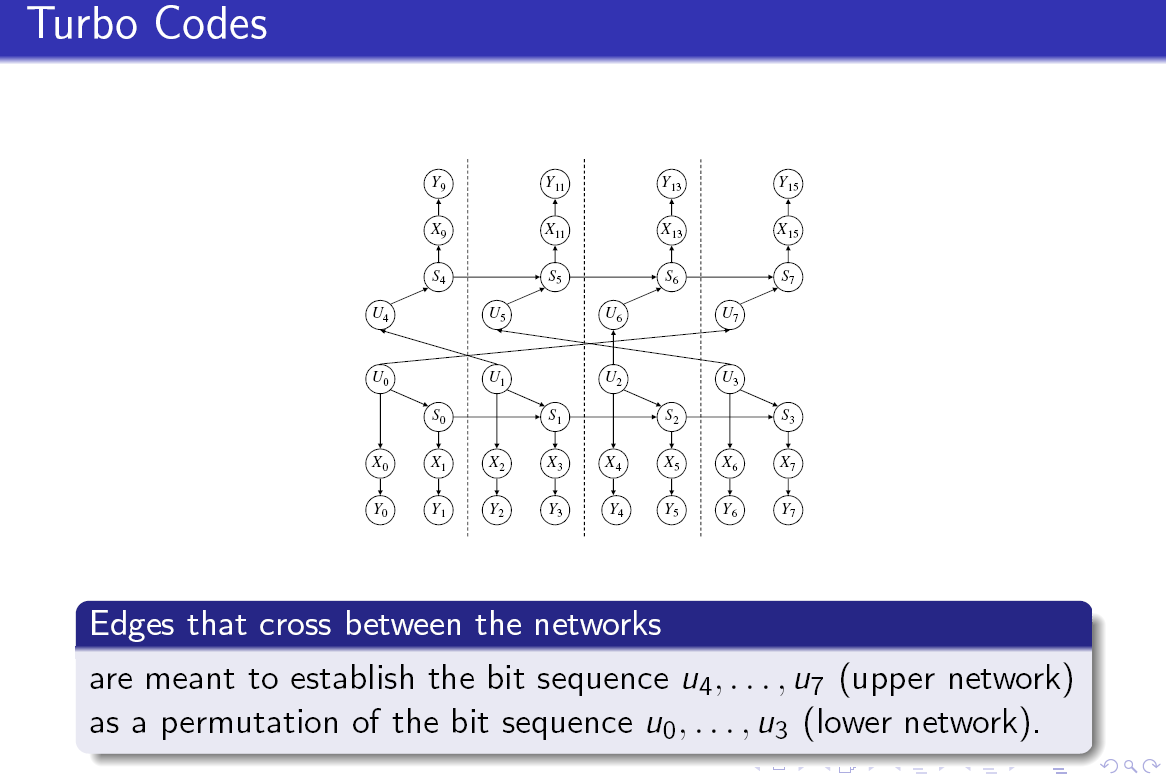 Turbo Codes
Y₉ Y₁₁ Y₁₃ Y₁₅
X₉ X₁₁ X₁₃ X₁₅
S₄ S₅ S₆ S₇
U₄ U₅ U₆ U₇
U₀ U₁ U₂ U₃
S₀ S₁ S₂ S₃
X₀ X₁ X₂ X₃ X₄ X₅ X₆ X₇
Y₀ Y₁ Y₂ Y₃ Y₄ Y₅ Y₆ Y₇
Edges that cross between the networks
are meant to establish the bit sequence u₄, . . . , u₇ (upper network)
as a permutation of the bit sequence u₀, . . . , u₃ (lower network).